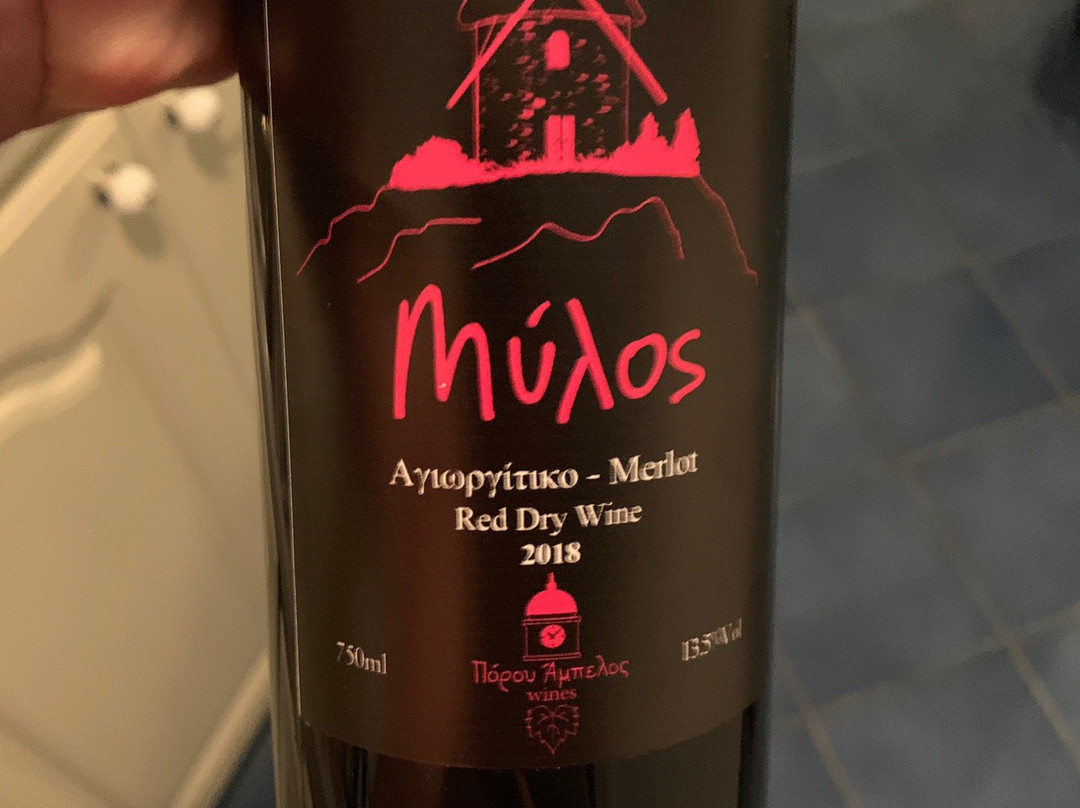 Μύλος
Αγιωργίτικο - Merlot
Red Dry Wine
2018
750ml
13.5%Vol
Πόρου Άμπελος
wines